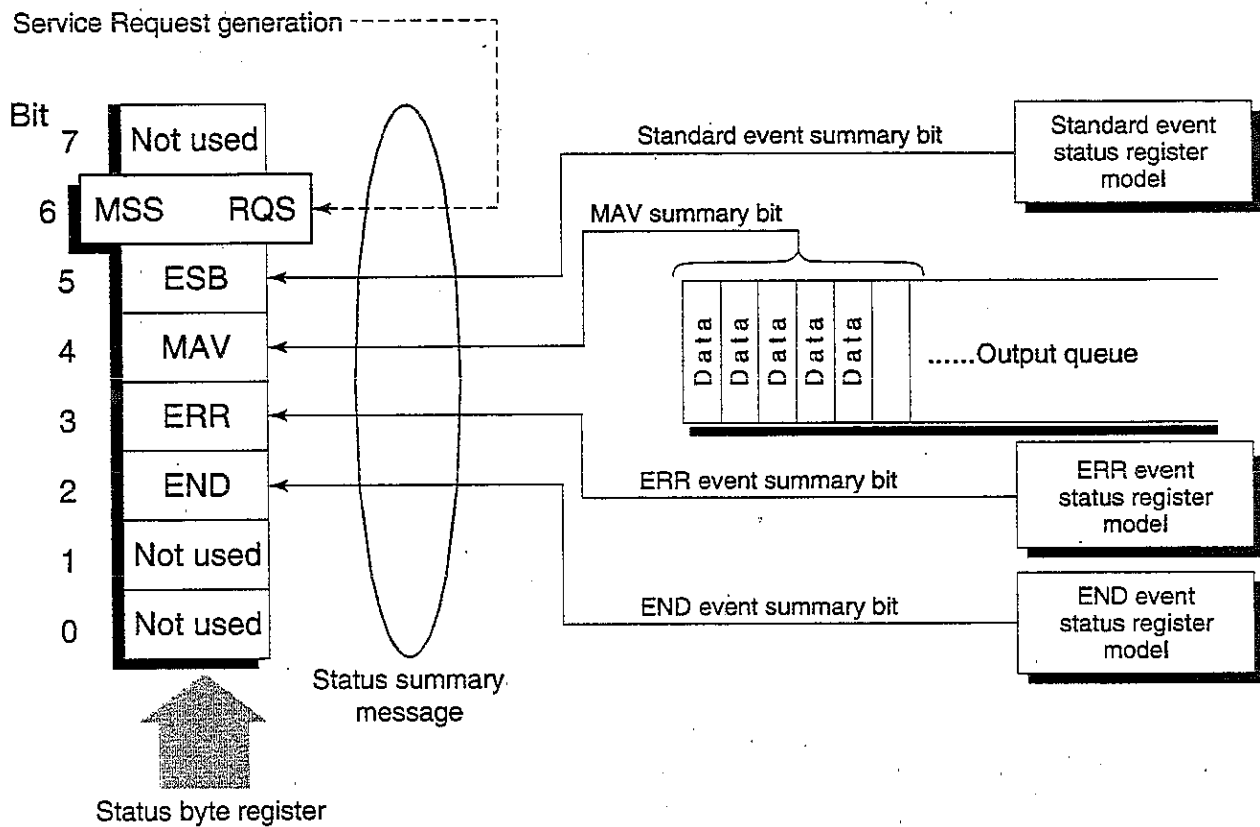 Service Request generation
Bit
7 Not used
Standard event summary bit
Standard event
status register
model
6 MSS RQS
MAV summary bit
5 ESB
4 MAV
Data Data Data Data Data
......Output queue
3 ERR
2 END
ERR event summary bit
ERR event
status register
model
1 Not used
0 Not used
END event summary bit
END event
status register
model
Status summary
message
Status byte register